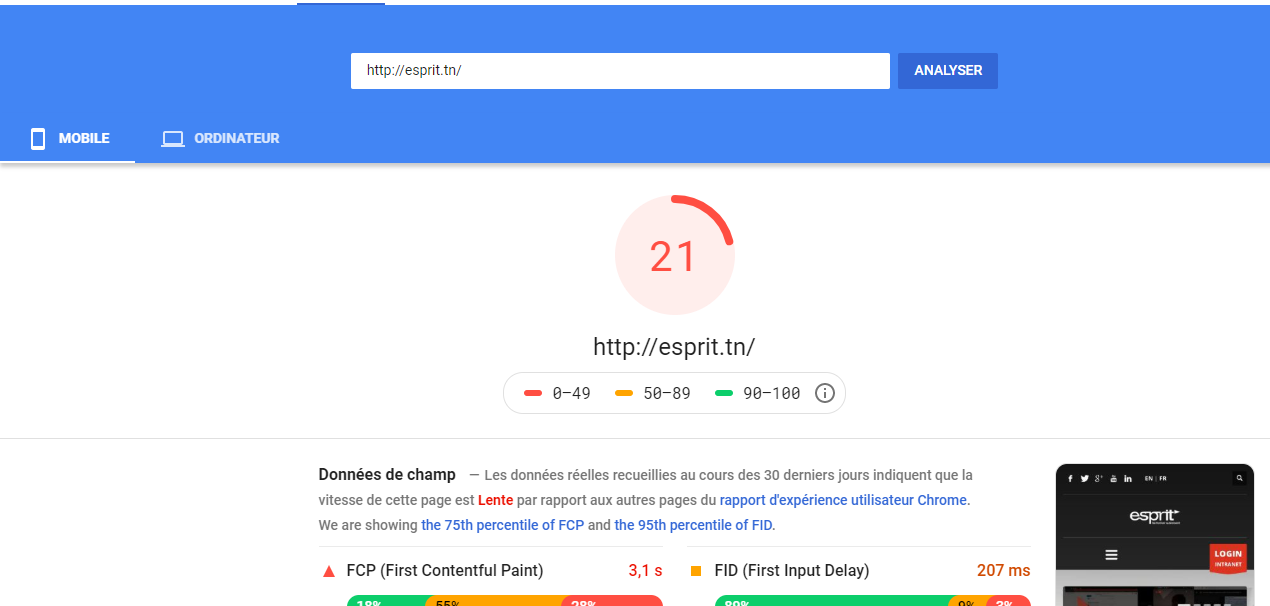 http://esprit.tn/
ANALYSER
MOBILE
ORDINATEUR
21
http://esprit.tn/
0–49
50–89
90–100
Données de champ — Les données réelles recueillies au cours des 30 derniers jours indiquent que la
vitesse de cette page est Lente par rapport aux autres pages du rapport d'expérience utilisateur Chrome.
We are showing the 75th percentile of FCP and the 95th percentile of FID.
FCP (First Contentful Paint) 3,1 s
FID (First Input Delay) 207 ms
18% 55% 28%
89% 9% 3%
EN | FR
esprit
LOGIN
INTRANET